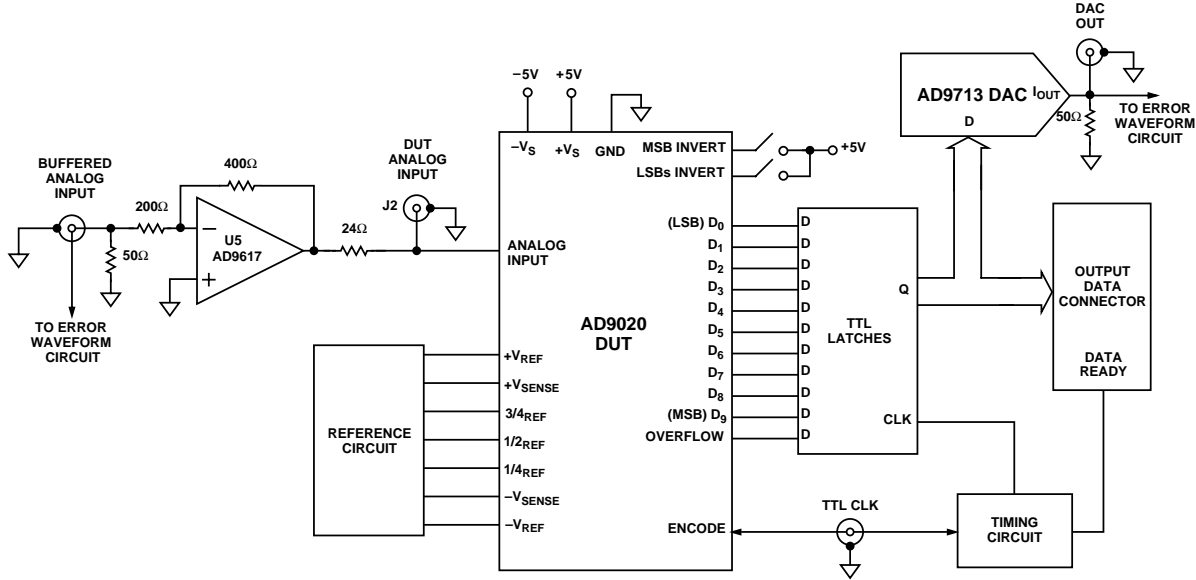 DAC
OUT
−5V
+5V
AD9713 DAC
IOUT
D
50Ω
TO ERROR
WAVEFORM
CIRCUIT
BUFFERED
ANALOG
INPUT
200Ω
400Ω
50Ω
U5
AD9617
−
+
24Ω
TO ERROR
WAVEFORM
CIRCUIT
DUT
ANALOG
INPUT
J2
−VS
+VS
GND
MSB INVERT
LSBs INVERT
+5V
ANALOG
INPUT
AD9020
DUT
(LSB) D0
D1
D2
D3
D4
D5
D6
D7
D8
(MSB) D9
OVERFLOW
ENCODE
D
D
D
D
D
D
D
D
D
D
D
Q
TTL
LATCHES
CLK
OUTPUT
DATA
CONNECTOR
DATA
READY
REFERENCE
CIRCUIT
+VREF
+VSENSE
3/4REF
1/2REF
1/4REF
−VSENSE
−VREF
TTL CLK
TIMING
CIRCUIT